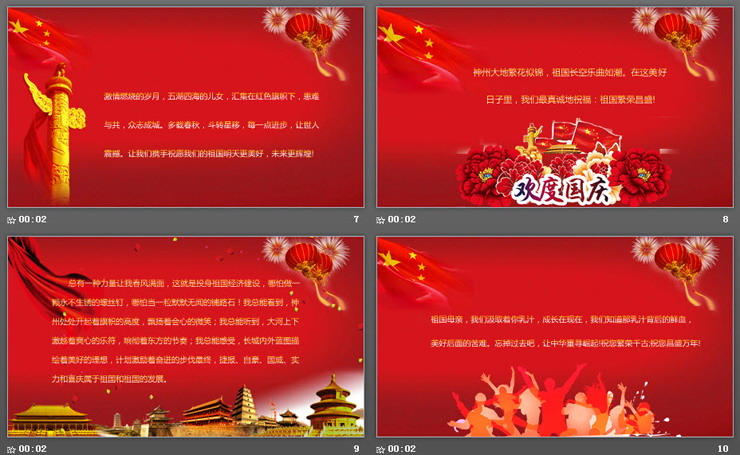 激情燃烧的岁月，五湖四海的儿女，汇集在红色旗帜下，患难
与共，众志成城。多载春秋，斗转星移，每一点进步，让世人
震撼。让我们携手祝愿我们的祖国明天更美好，未来更辉煌!
00:02
7
神州大地繁花似锦，祖国长空乐曲如潮。在这美好
日子里，我们最真诚地祝福：祖国繁荣昌盛!
欢度国庆
00:02
8
总有一种力量让我春风满面，这就是投身祖国经济建设，哪怕做一
颗永不生锈的螺丝钉，哪怕当一粒默默无闻的铺路石！我总能看到，神
州处处升起着旗帜的高度，飘扬着会心的微笑；我总能听到，大河上下
激越着爽心的乐符，响彻着东方的节奏；我总能感受，长城内外蓝图描
绘着美好的理想，计划激励着奋进的步伐最终，捷报、自豪、国威、实
力和喜庆属于祖国和祖国的发展。
00:02
9
祖国母亲，我们汲取着你乳汁，成长在现在，我们知道那乳汁背后的鲜血，
美好后面的苦难。忘掉过去吧，让中华重寻崛起!祝您繁荣千古;祝您昌盛万年!
00:02
10